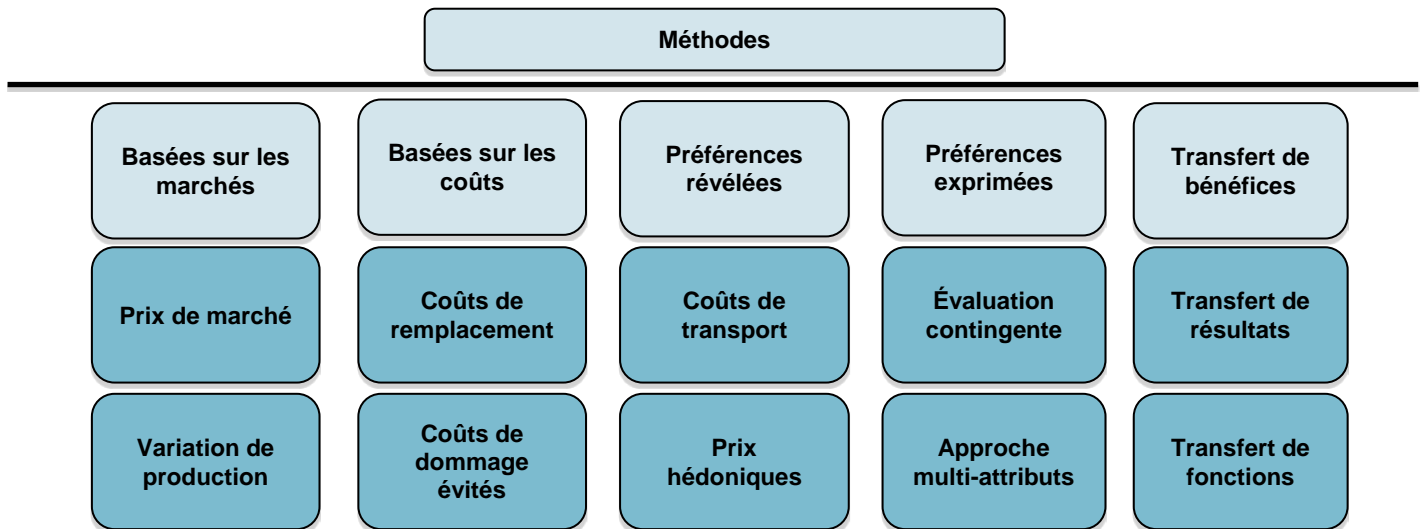 Méthodes
Basées sur les
marchés
Basées sur les
coûts
Préférences
révélées
Préférences
exprimées
Transfert de
bénéfices
Prix de marché
Coûts de
remplacement
Coûts de
transport
Évaluation
contingente
Transfert de
résultats
Variation de
production
Coûts de
dommage
évités
Prix
hédoniques
Approche
multi-attributs
Transfert de
fonctions